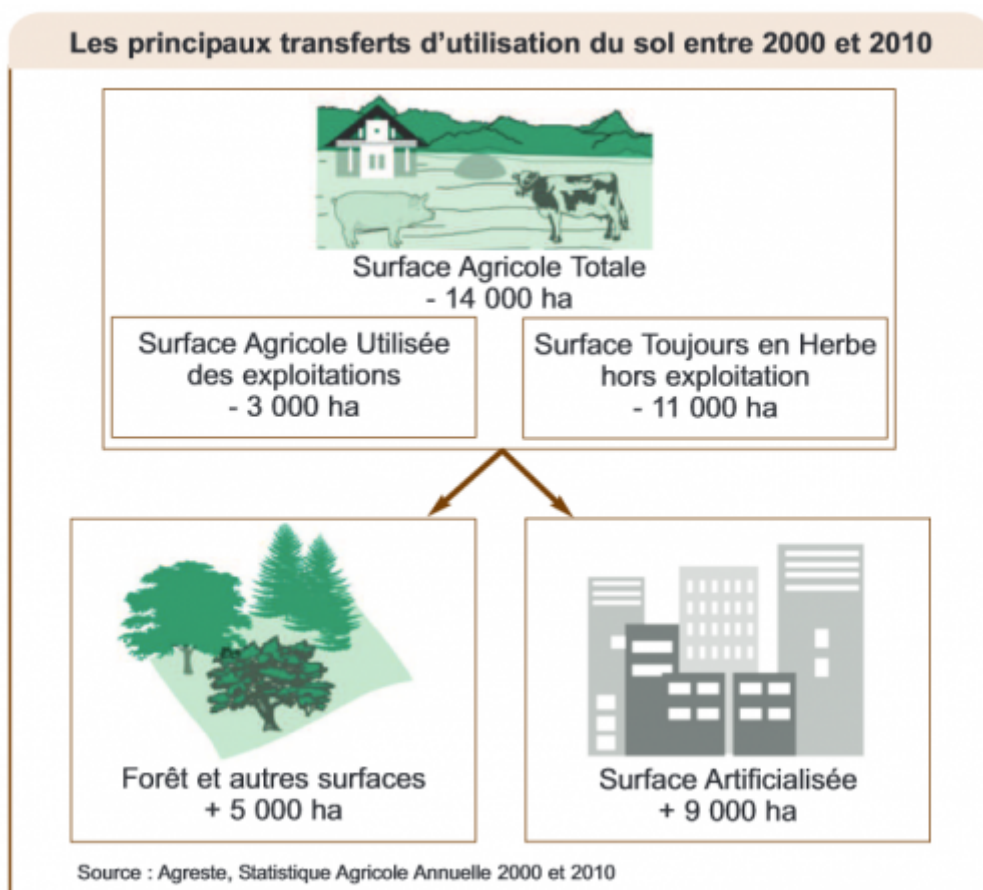 Les principaux transferts d'utilisation du sol entre 2000 et 2010
Surface Agricole Totale
- 14 000 ha
Surface Agricole Utilisée
des exploitations
- 3 000 ha
Surface Toujours en Herbe
hors exploitation
- 11 000 ha
Forêt et autres surfaces
+ 5 000 ha
Surface Artificialisée
+ 9 000 ha
Source : Agreste, Statistique Agricole Annuelle 2000 et 2010